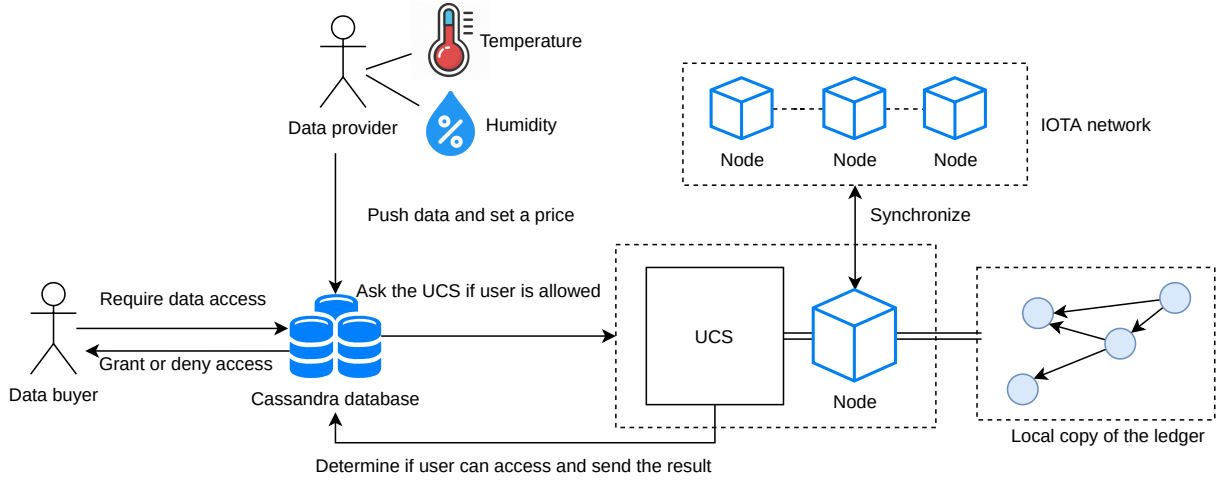 Temperature
Data provider
Humidity
IOTA network
Node
Node
Node
Push data and set a price
Synchronize
Require data access
Ask the UCS if user is allowed
UCS
Grant or deny access
Data buyer
Cassandra database
Node
Local copy of the ledger
Determine if user can access and send the result
%